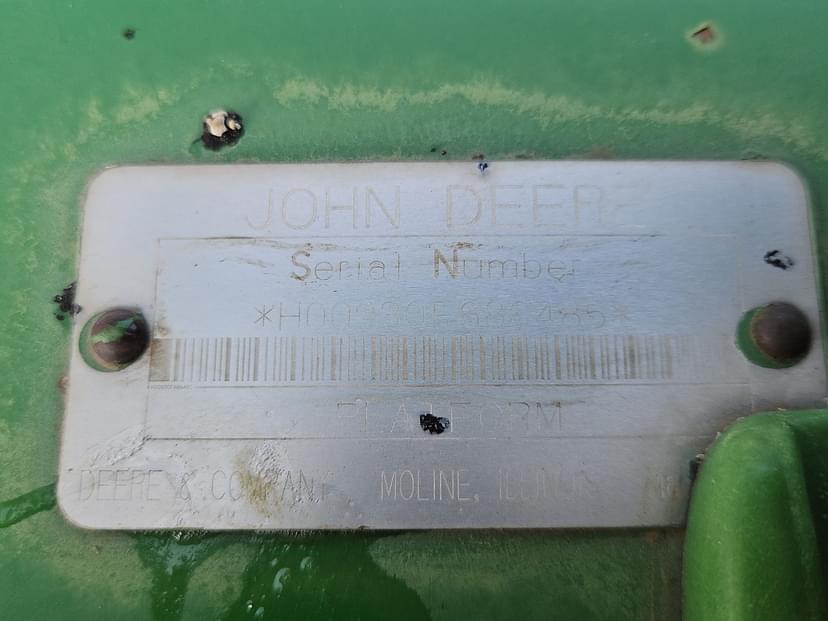 JOHN DEERE
Serial Number
PLATFORM
DEERE & COMPANY MOLINE, ILLINOIS